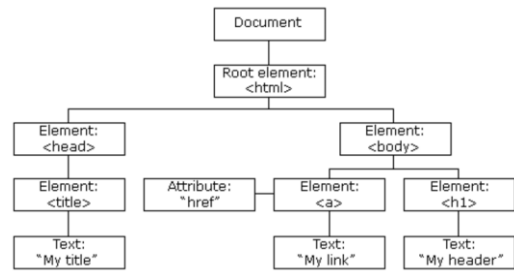 Document
Root element:
<html>
Element:
<head>
Element:
<body>
Element:
<title>
Attribute:
"href"
Element:
<a>
Element:
<h1>
Text:
"My title"
Text:
"My link"
Text:
"My header"